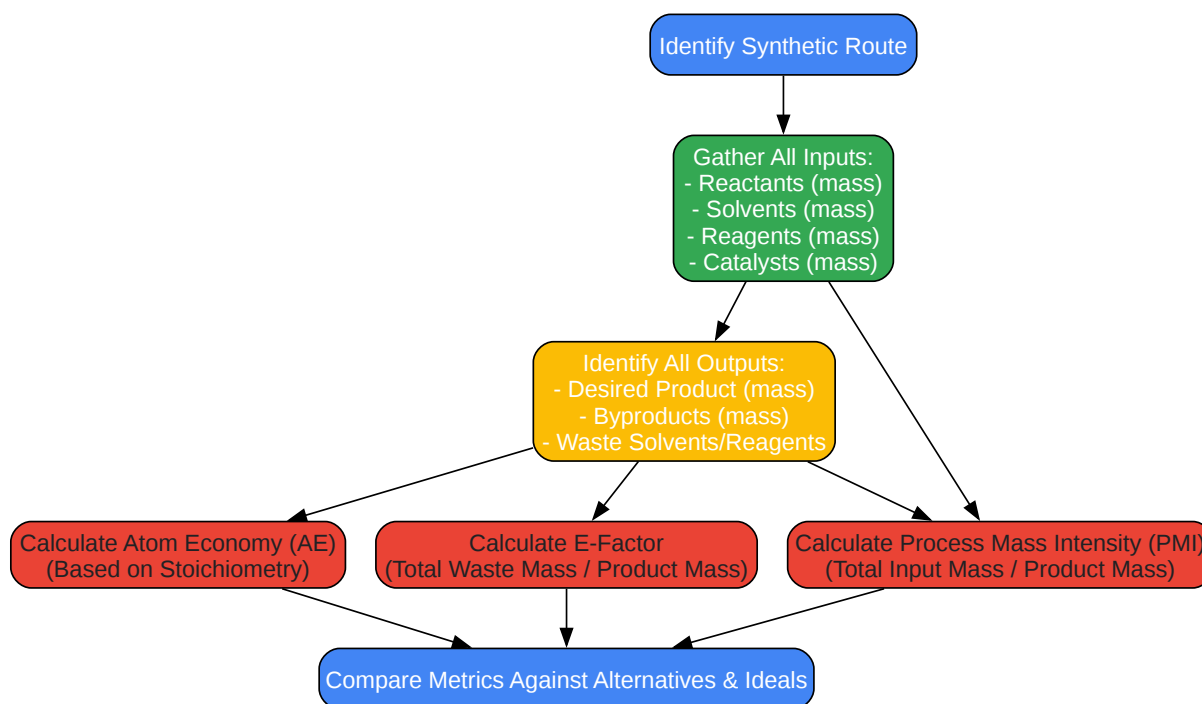 Identify Synthetic Route
Gather All Inputs:
- Reactants (mass)
- Solvents (mass)
- Reagents (mass)
- Catalysts (mass)
Identify All Outputs:
- Desired Product (mass)
- Byproducts (mass)
- Waste Solvents/Reagents
Calculate Atom Economy (AE)
(Based on Stoichiometry)
Calculate E-Factor
(Total Waste Mass / Product Mass)
Calculate Process Mass Intensity (PMI)
(Total Input Mass / Product Mass)
Compare Metrics Against Alternatives & Ideals